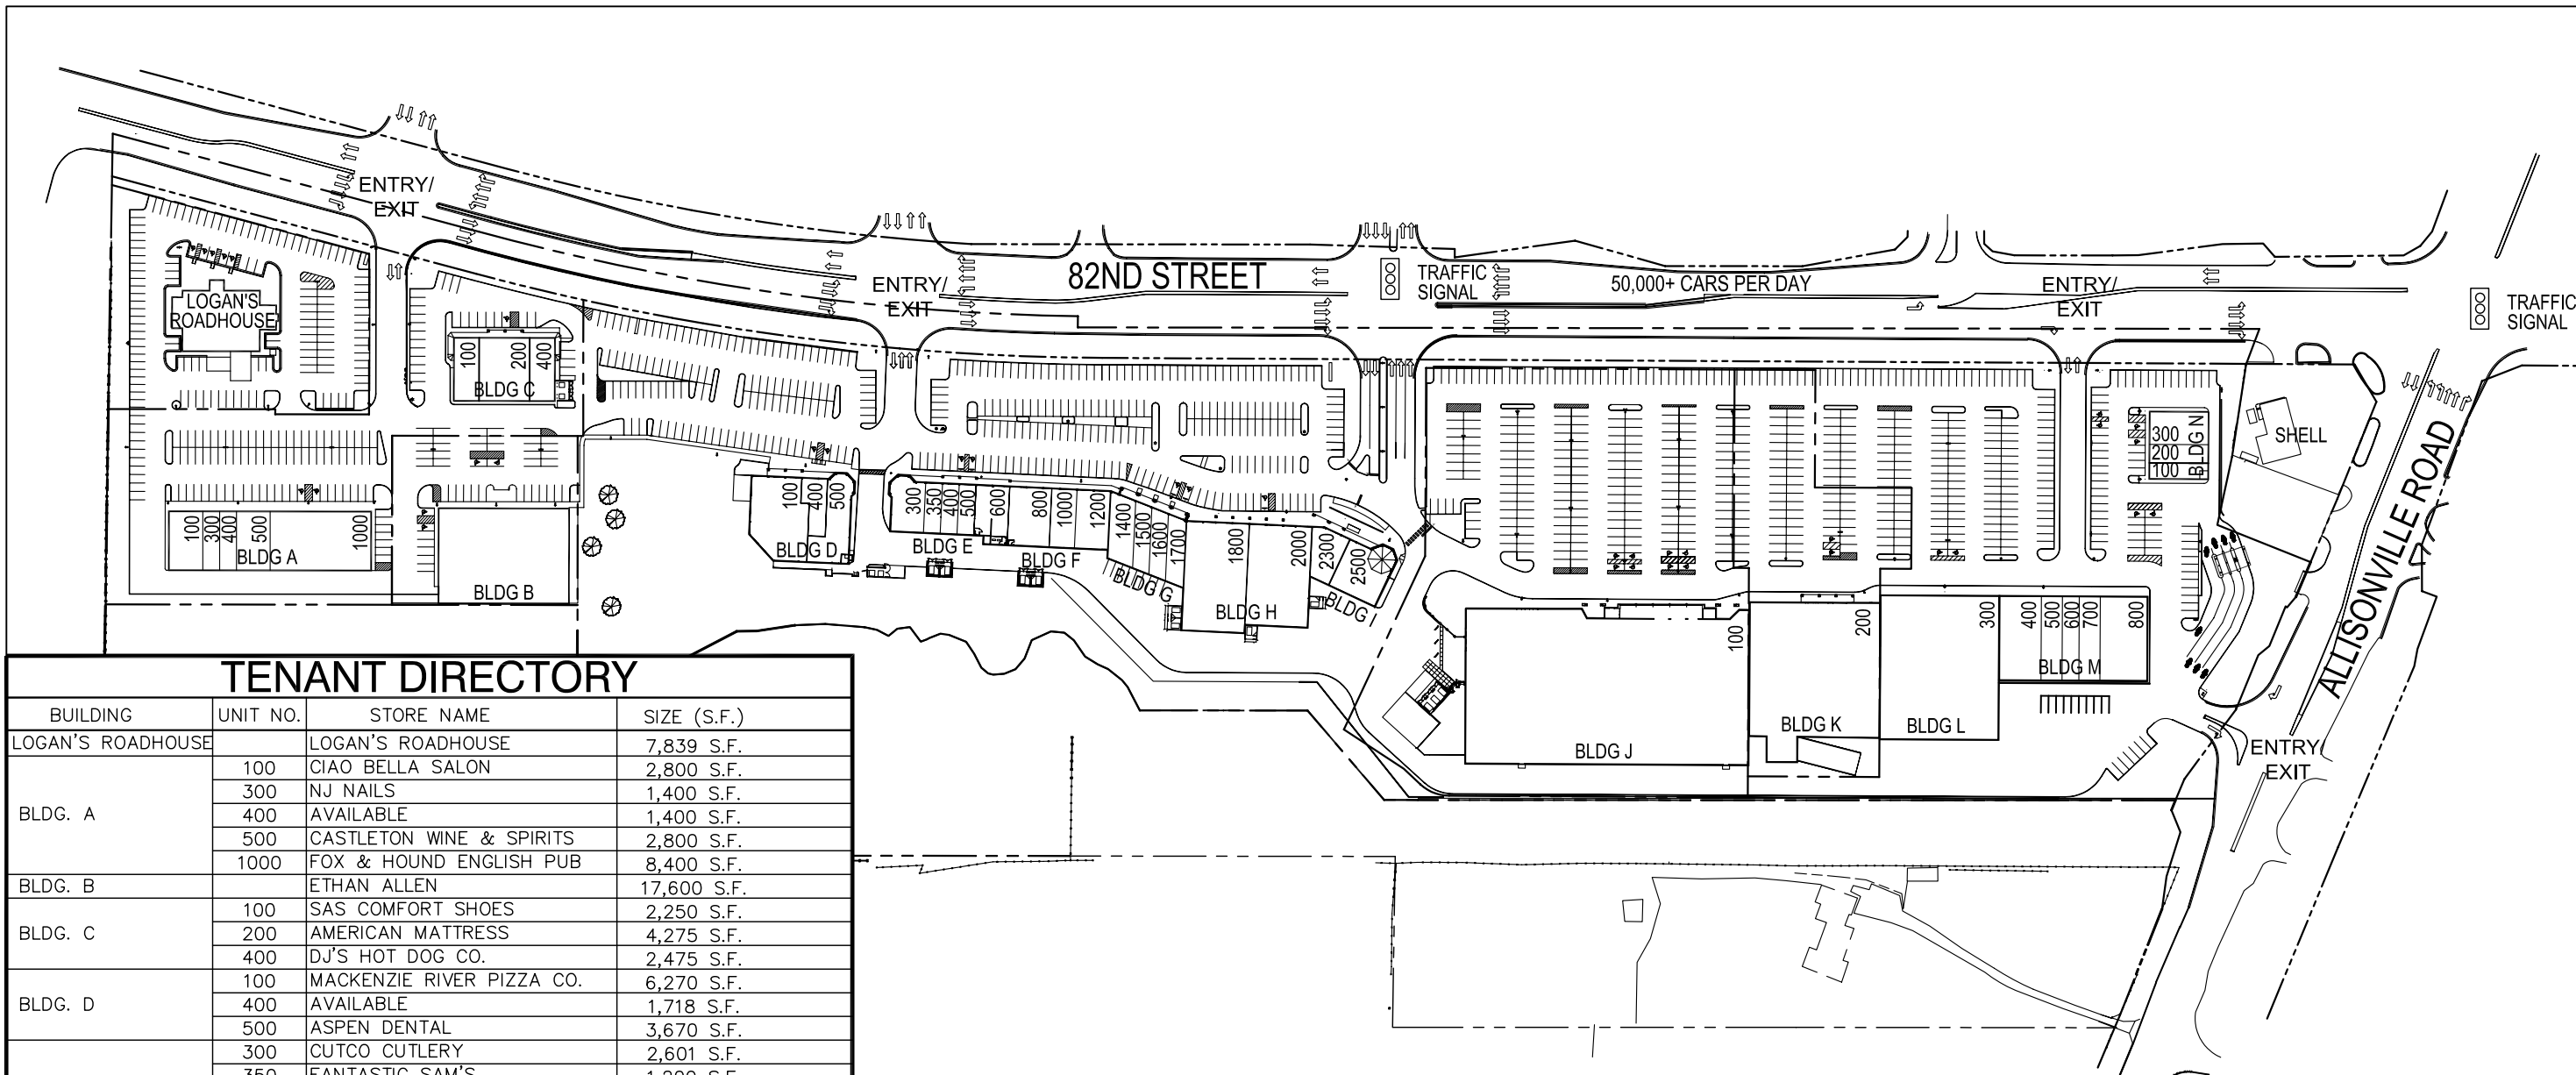 ENTRY/
EXIT
ENTRY/
EXIT
82ND STREET
TRAFFIC
SIGNAL
50,000+ CARS PER DAY
ENTRY/
EXIT
TRAFFIC
SIGNAL
LOGAN'S
ROADHOUSE
100 200 400
BLDG C
SHELL
300
200
100
BLDG N
ALLISONVILLE ROAD
100 300 400 500 1000
BLDG A
BLDG B
100 400 500
BLDG D
300 350 400 500
BLDG E
600 800 1000 1200
BLDG F
1400 1500 1600 1700
BLDG G
1800 2000
BLDG H
2300 2500
BLDG I
100
BLDG J
200
BLDG K
300
BLDG L
400 500 600 700 800
BLDG M
ENTRY/
EXIT
TENANT DIRECTORY
BUILDING UNIT NO. STORE NAME SIZE (S.F.)
LOGAN'S ROADHOUSE LOGAN'S ROADHOUSE 7,839 S.F.
BLDG. A
100 CIAO BELLA SALON 2,800 S.F.
300 NJ NAILS 1,400 S.F.
400 AVAILABLE 1,400 S.F.
500 CASTLETON WINE & SPIRITS 2,800 S.F.
1000 FOX & HOUND ENGLISH PUB 8,400 S.F.
BLDG. B ETHAN ALLEN 17,600 S.F.
BLDG. C
100 SAS COMFORT SHOES 2,250 S.F.
200 AMERICAN MATTRESS 4,275 S.F.
400 DJ'S HOT DOG CO. 2,475 S.F.
BLDG. D
100 MACKENZIE RIVER PIZZA CO. 6,270 S.F.
400 AVAILABLE 1,718 S.F.
500 ASPEN DENTAL 3,670 S.F.
300 CUTCO CUTLERY 2,601 S.F.
350 FANTASTIC SAM'S